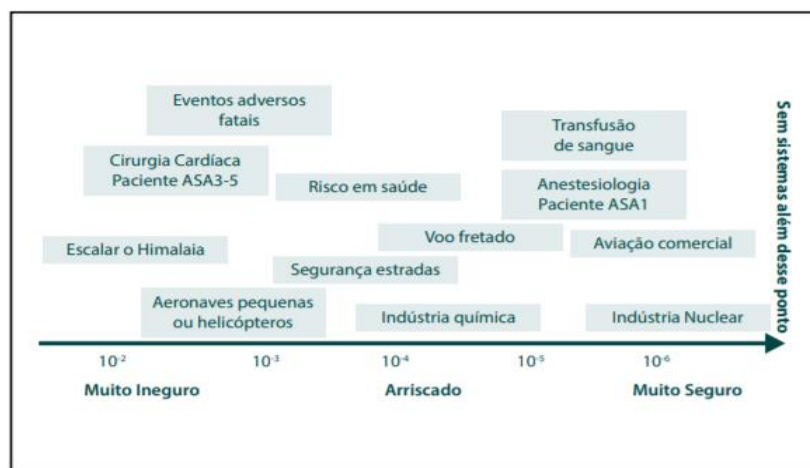 Eventos adversos
fatais
Transfusão
de sangue
Cirurgia Cardíaca
Paciente ASA3-5
Risco em saúde
Anestesiologia
Paciente ASA1
Escalar o Himalaia
Voo fretado
Aviação comercial
Segurança estradas
Aeronaves pequenas
ou helicópteros
Indústria química
Indústria Nuclear
Sem sistemas além desse ponto
10⁻² 10⁻³ 10⁻⁴ 10⁻⁵ 10⁻⁶
Muito Ineguro Arriscado Muito Seguro